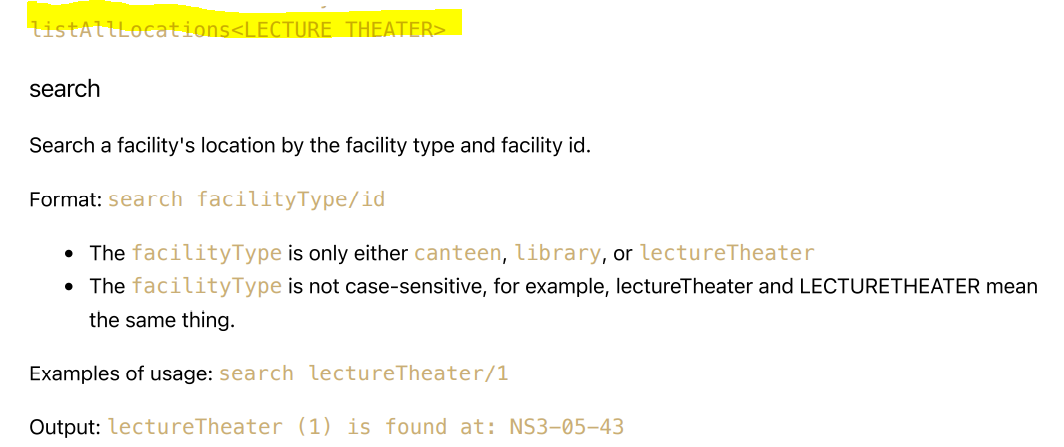 listAllLocations<LECTURE THEATER>
search
Search a facility's location by the facility type and facility id.
Format: search facilityType/id
• The facilityType is only either canteen, library, or lectureTheater
• The facilityType is not case-sensitive, for example, lectureTheater and LECTURETHEATER mean
the same thing.
Examples of usage: search lectureTheater/1
Output: lectureTheater (1) is found at: NS3-05-43